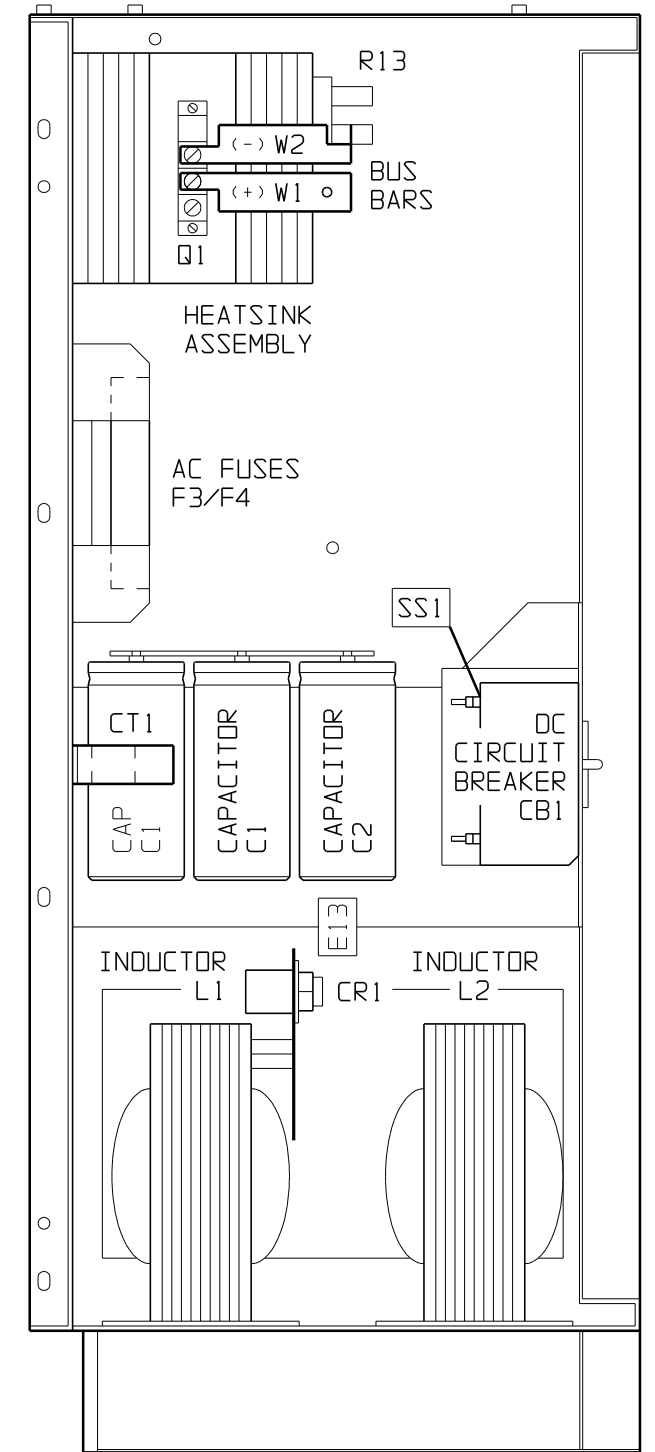 R13
(-) W2
BUS
BARS
(+) W1
Q1
HEATSINK
ASSEMBLY
AC FUSES
F3/F4
SS1
CT1
CAP
C1
CAPACITOR
C1
CAPACITOR
C2
DC
CIRCUIT
BREAKER
CB1
E13
INDUCTOR
L1
CR1
INDUCTOR
L2